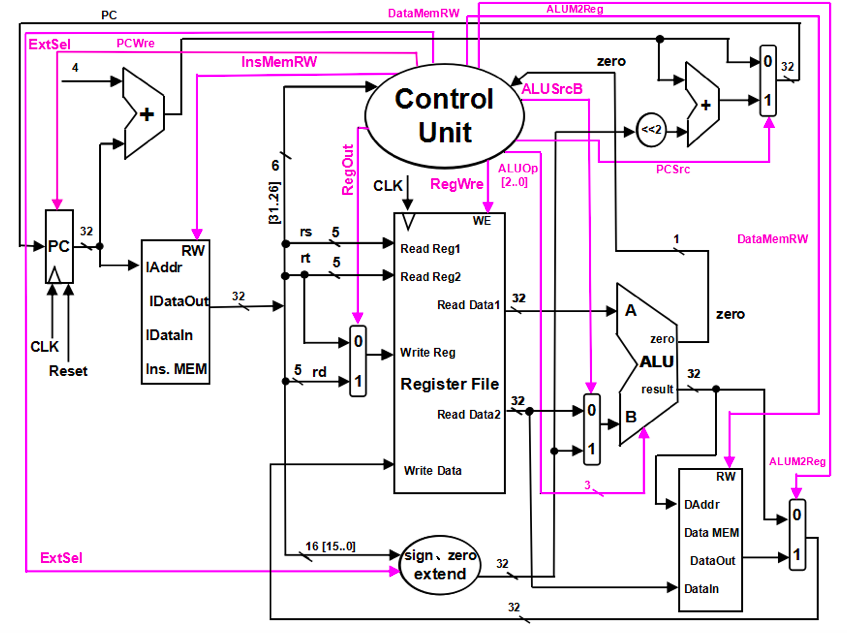 DataMemRW
ALUM2Reg
PC
ExtSel
PCWre
InsMemRW
zero
4
ALUSrcB
32
0
1
+
+
<<2
Control
Unit
6
[31..26]
RegOut
CLK
RegWre
ALUOp
[2..0]
PCSrc
WE
rs
5
rt
5
32
PC
RW
IAddr
IDataOut
IDataIn
Ins. MEM
32
CLK
Reset
Read Reg1
Read Reg2
Read Data1
32
Write Reg
Register File
Read Data2
32
Write Data
0
1
5
rd
1
DataMemRW
A
zero
zero
ALU
32
result
B
0
1
3
ALUM2Reg
RW
DAddr
Data MEM
DataOut
DataIn
0
1
16 [15..0]
sign、zero
extend
32
ExtSel
32